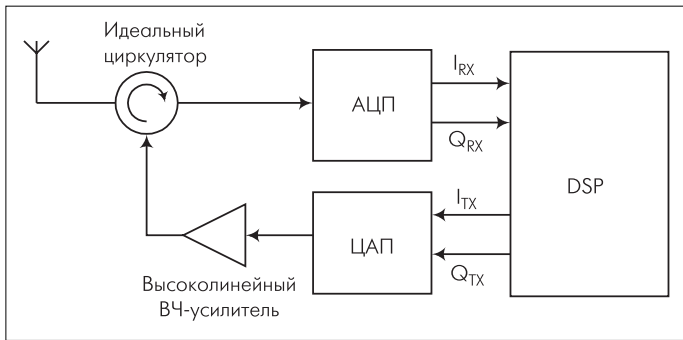 Идеальный
циркулятор
АЦП
I_RX
Q_RX
DSP
ЦАП
I_TX
Q_TX
Высоколинейный
ВЧ-усилитель